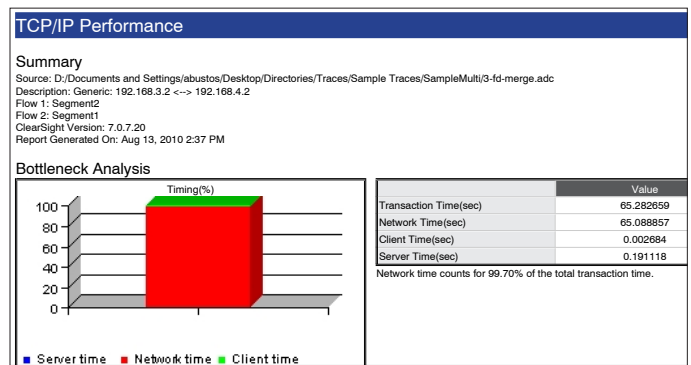 TCP/IP Performance
Summary
Source: D:/Documents and Settings/abustos/Desktop/Directories/Traces/Sample Traces/SampleMulti/3-fd-merge.adc
Description: Generic: 192.168.3.2 <--> 192.168.4.2
Flow 1: Segment2
Flow 2: Segment1
ClearSight Version: 7.0.7.20
Report Generated On: Aug 13, 2010 2:37 PM
Bottleneck Analysis
Timing(%)
100
80
60
40
20
0
Server time Network time Client time
Value
Transaction Time(sec) 65.282659
Network Time(sec) 65.088857
Client Time(sec) 0.002684
Server Time(sec) 0.191118
Network time counts for 99.70% of the total transaction time.